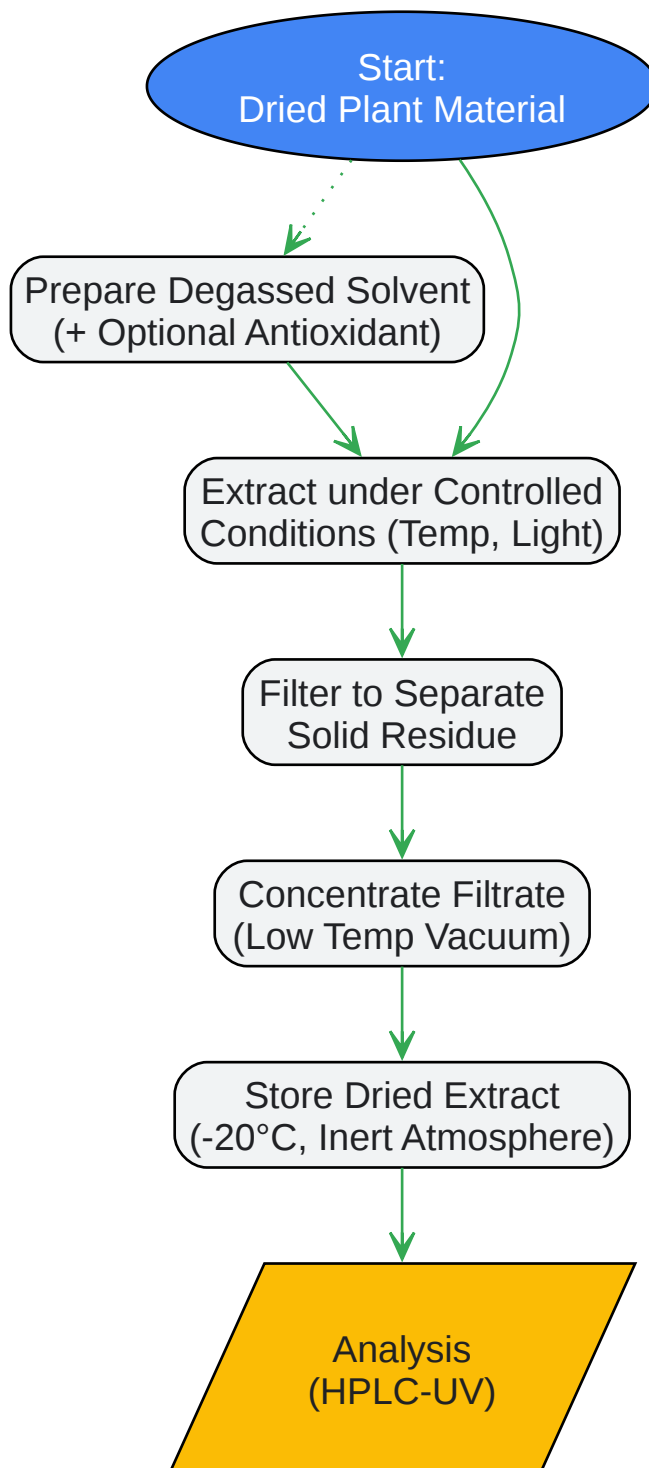 Start:
Dried Plant Material
Prepare Degassed Solvent
(+ Optional Antioxidant)
Extract under Controlled
Conditions (Temp, Light)
Filter to Separate
Solid Residue
Concentrate Filtrate
(Low Temp Vacuum)
Store Dried Extract
(-20°C, Inert Atmosphere)
Analysis
(HPLC-UV)